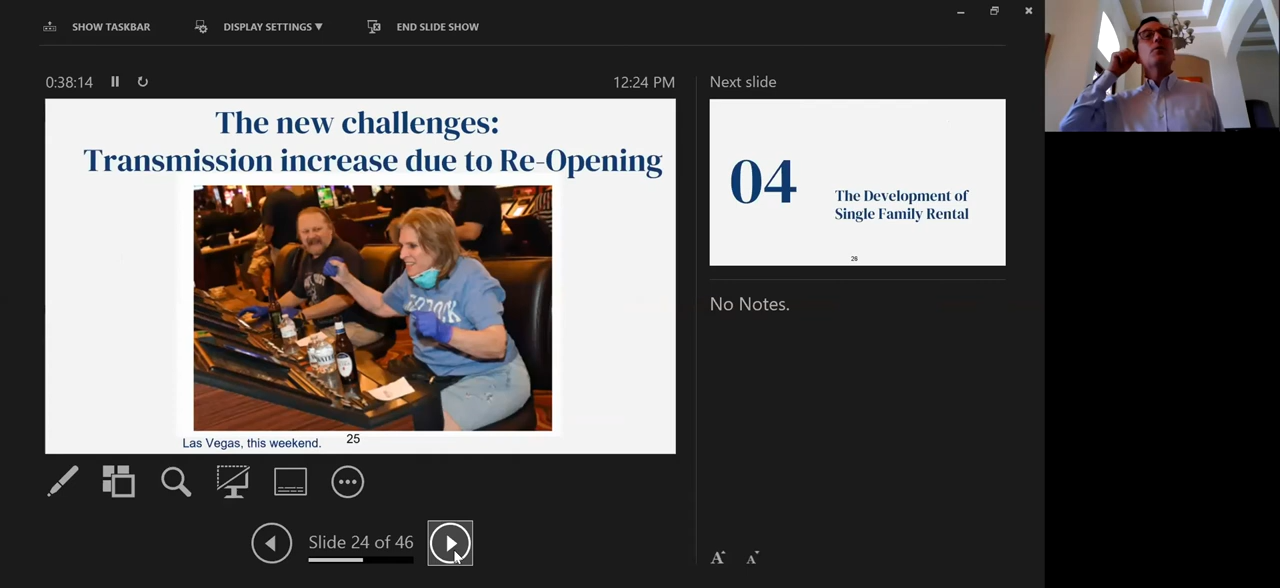 SHOW TASKBAR
DISPLAY SETTINGS ▼
END SLIDE SHOW
0:38:14
12:24 PM
The new challenges:
Transmission increase due to Re-Opening
Las Vegas, this weekend.
25
Next slide
04
The Development of
Single Family Rental
26
No Notes.
Slide 24 of 46
A
A